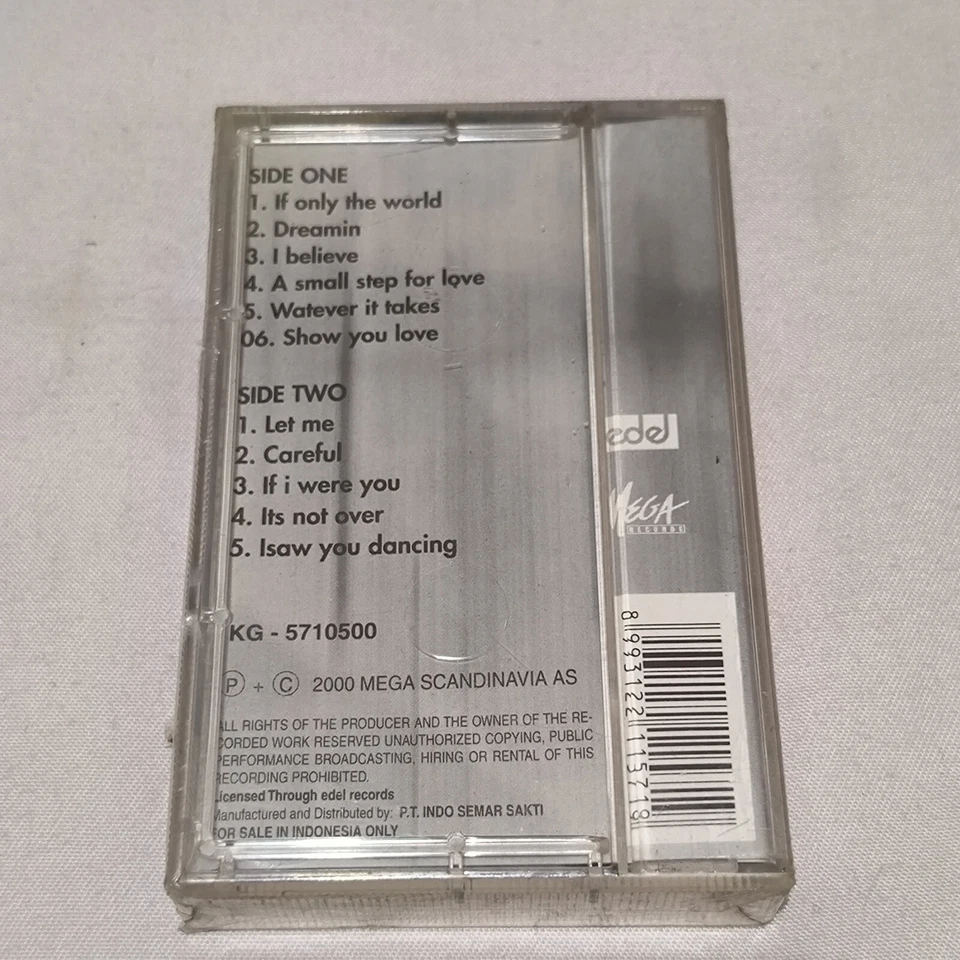 SIDE ONE
1. If only the world
2. Dreamin
3. I believe
4. A small step for love
5. Watever it takes
06. Show you love
SIDE TWO
1. Let me
2. Careful
3. If i were you
4. Its not over
5. Isaw you dancing
KG - 5710500
Ⓟ + Ⓒ 2000 MEGA SCANDINAVIA AS
ALL RIGHTS OF THE PRODUCER AND THE OWNER OF THE RE-
CORDED WORK RESERVED UNAUTHORIZED COPYING, PUBLIC
PERFORMANCE BROADCASTING, HIRING OR RENTAL OF THIS
RECORDING PROHIBITED.
Licensed Through edel records
Manufactured and Distributed by: P.T. INDO SEMAR SAKTI
FOR SALE IN INDONESIA ONLY
edel
MEGA
RECORDS
8 993122 115718